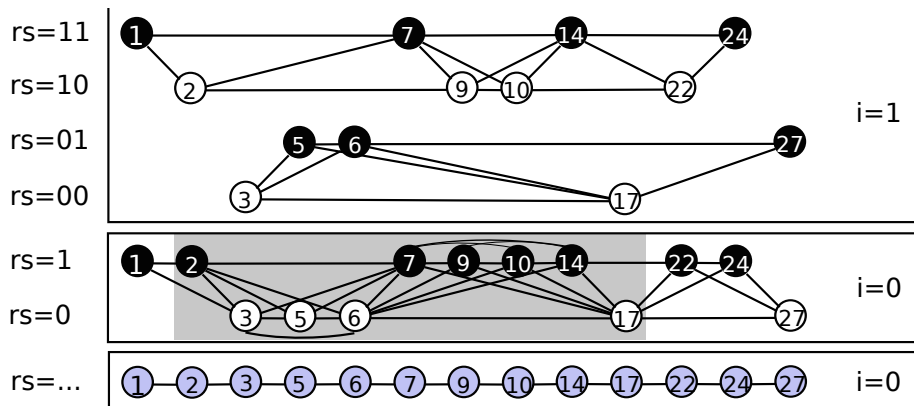 rs=11 1 7 14 24
rs=10 2 9 10 22
i=1
rs=01 5 6 27
rs=00 3 17
rs=1 1 2 7 9 10 14 22 24
i=0
rs=0 3 5 6 17 27
rs=... 1 2 3 5 6 7 9 10 14 17 22 24 27 i=0